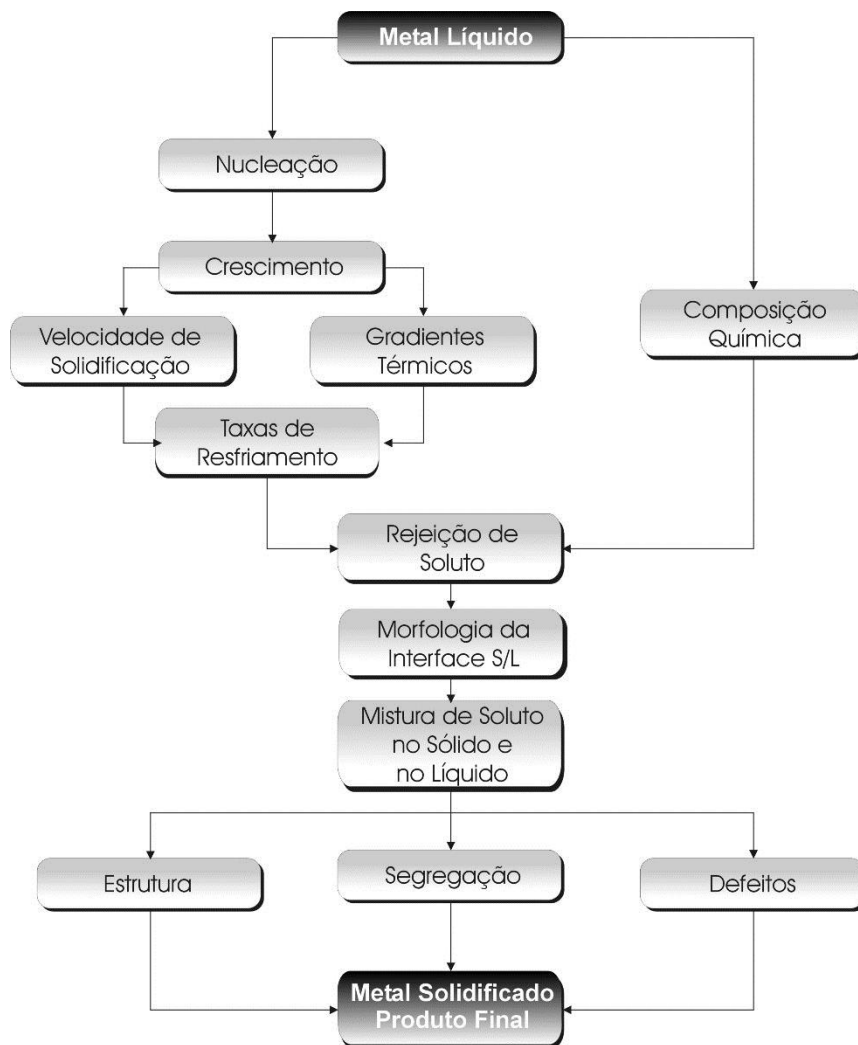 Metal Líquido
Nucleação
Crescimento
Velocidade de
Solidificação
Gradientes
Térmicos
Composição
Química
Taxas de
Resfriamento
Rejeição de
Soluto
Morfologia da
Interface S/L
Mistura de Soluto
no Sólido e
no Líquido
Estrutura
Segregação
Defeitos
Metal Solidificado
Produto Final